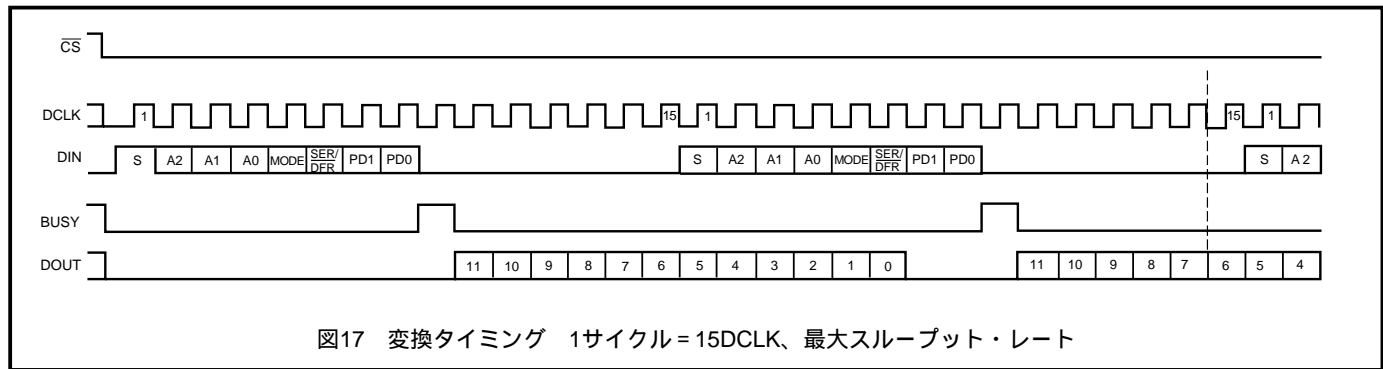 CS
DCLK 1 15 1 15 1
DIN S A2 A1 A0 MODE SER/DFR PD1 PD0 S A2 A1 A0 MODE SER/DFR PD1 PD0 S A 2
BUSY
DOUT 11 10 9 8 7 6 5 4 3 2 1 0 11 10 9 8 7 6 5 4
図17 変換タイミング 1サイクル = 15DCLK、最大スループット・レート